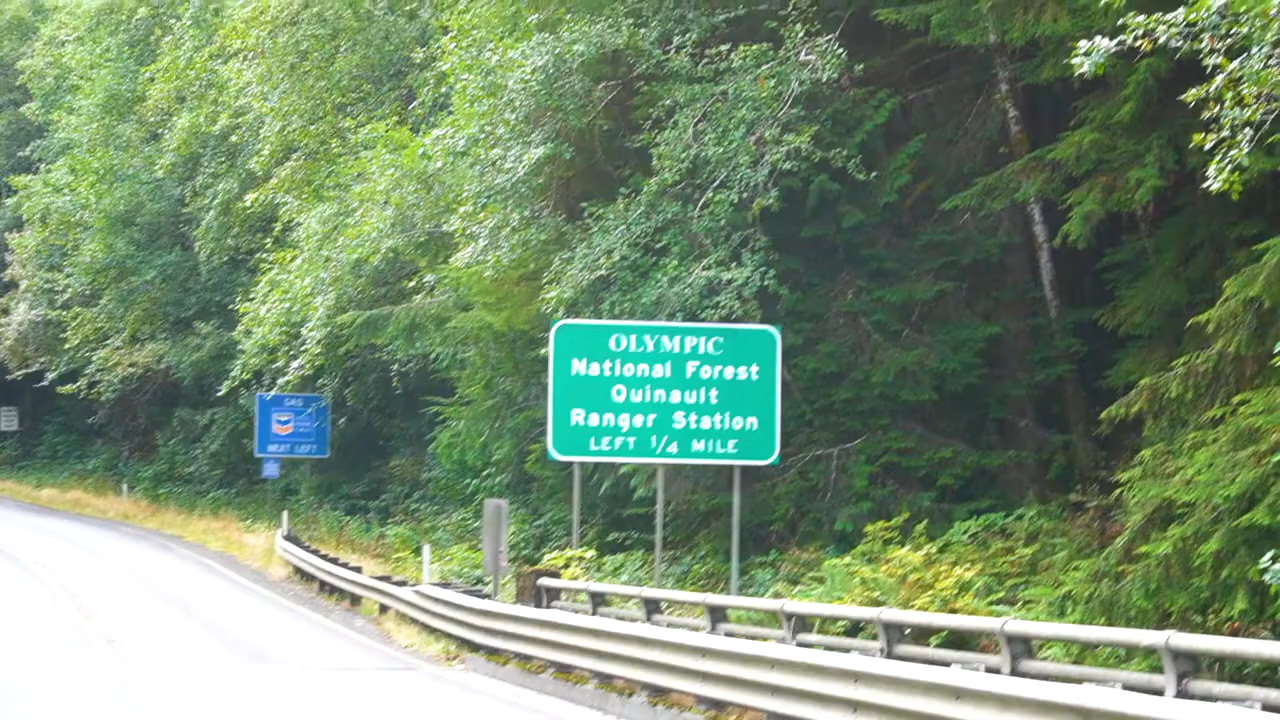 OLYMPIC
National Forest
Quinault
Ranger Station
LEFT 1/4 MILE
GAS
NEXT LEFT